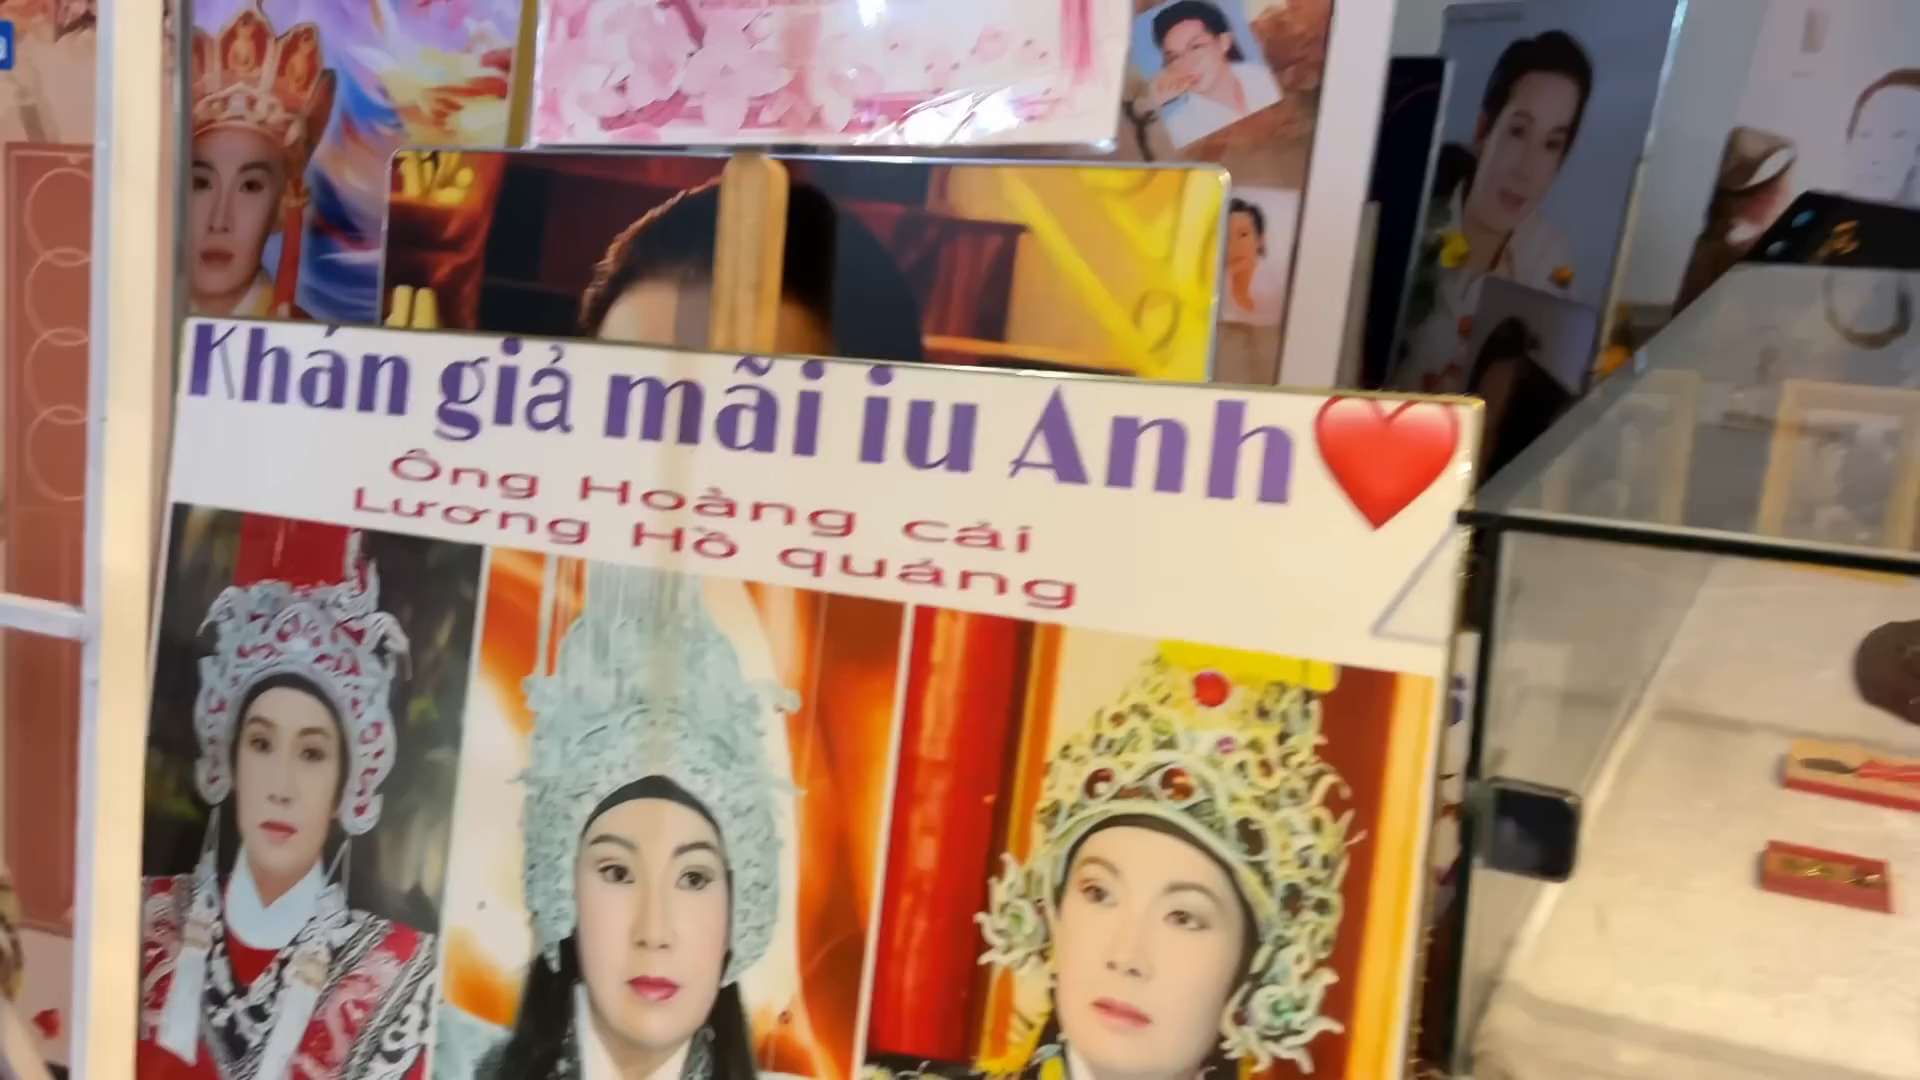 Khán giả mãi iu Anh
Ông Hoàng cải
Lương Hồ quảng